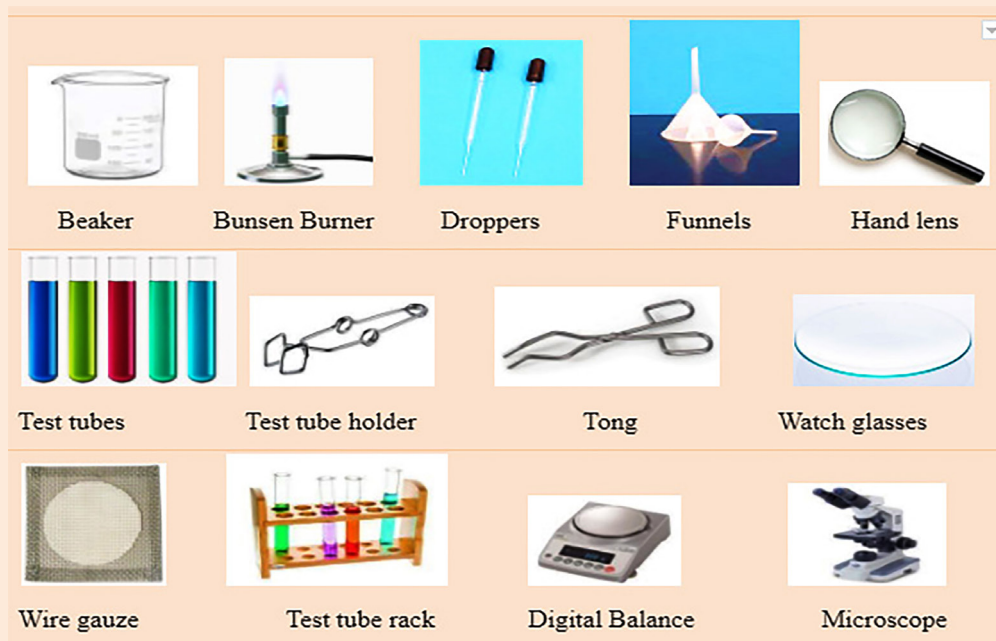 Beaker Bunsen Burner Droppers Funnels Hand lens
Test tubes Test tube holder Tong Watch glasses
Wire gauze Test tube rack Digital Balance Microscope